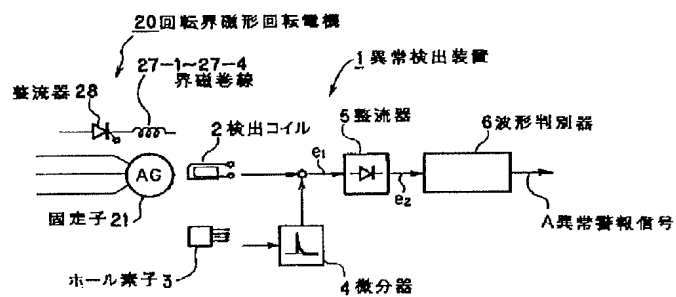 20回転界磁形回転電機
27-1~27-4
界磁巻線
1異常検出装置
整流器28
2検出コイル
5整流器
6波形判別器
e1
e2
AG
A異常警報信号
固定子21
ホール素子3
4微分器